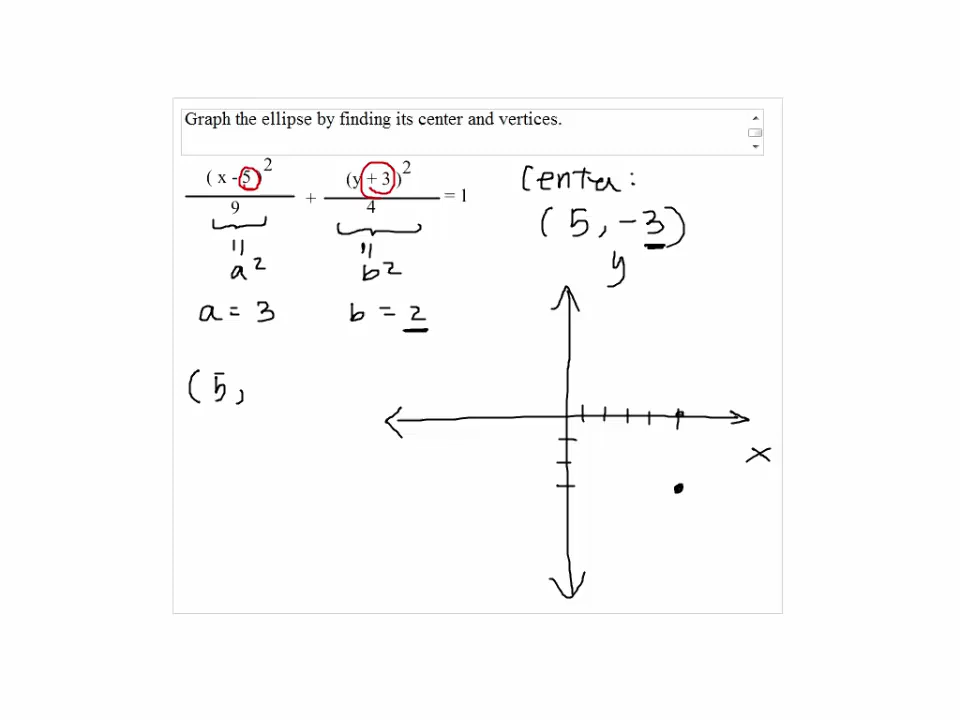 Graph the ellipse by finding its center and vertices.
(x - 5)² / 9 + (y + 3)² / 4 = 1
Center:
(5, -3)
" "
a² b²
a = 3 b = 2
(5,
y
x